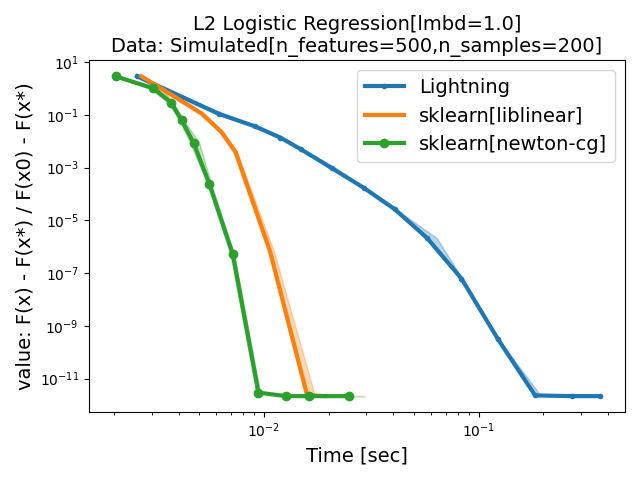 L2 Logistic Regression[lmbd=1.0]
Data: Simulated[n_features=500,n_samples=200]
value: F(x) - F(x*) / F(x0) - F(x*)
10¹
10⁻¹
10⁻³
10⁻⁵
10⁻⁷
10⁻⁹
10⁻¹¹
Lightning
sklearn[liblinear]
sklearn[newton-cg]
10⁻² 10⁻¹
Time [sec]